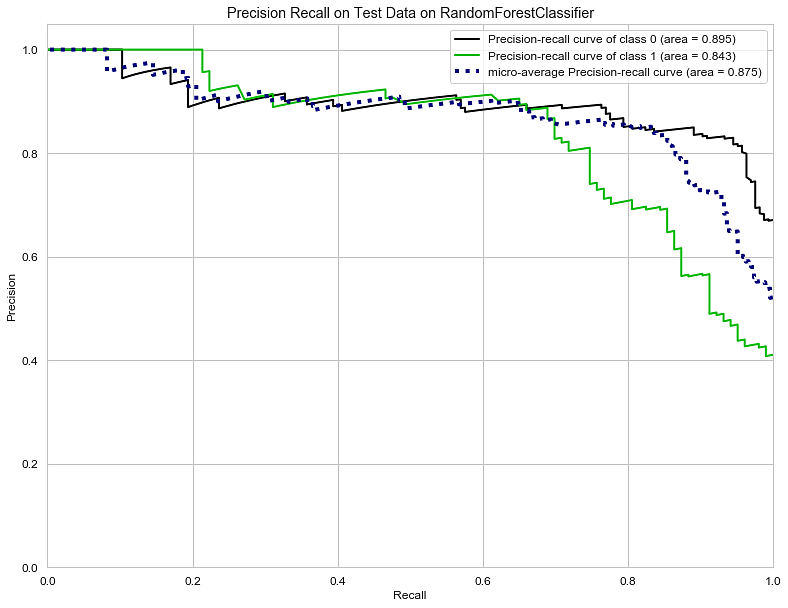 Precision Recall on Test Data on RandomForestClassifier
Precision-recall curve of class 0 (area = 0.895)
Precision-recall curve of class 1 (area = 0.843)
micro-average Precision-recall curve (area = 0.875)
1.0
0.8
0.6
0.4
0.2
0.0
Precision
0.0 0.2 0.4 0.6 0.8 1.0
Recall